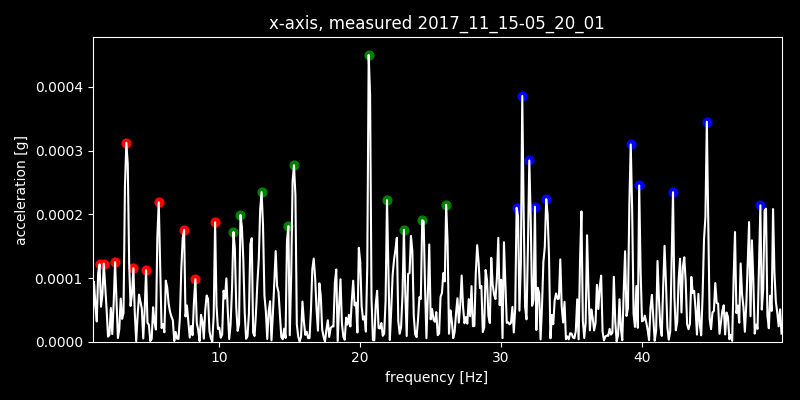 x-axis, measured 2017_11_15-05_20_01
acceleration [g]
0.0004
0.0003
0.0002
0.0001
0.0000
10 20 30 40
frequency [Hz]